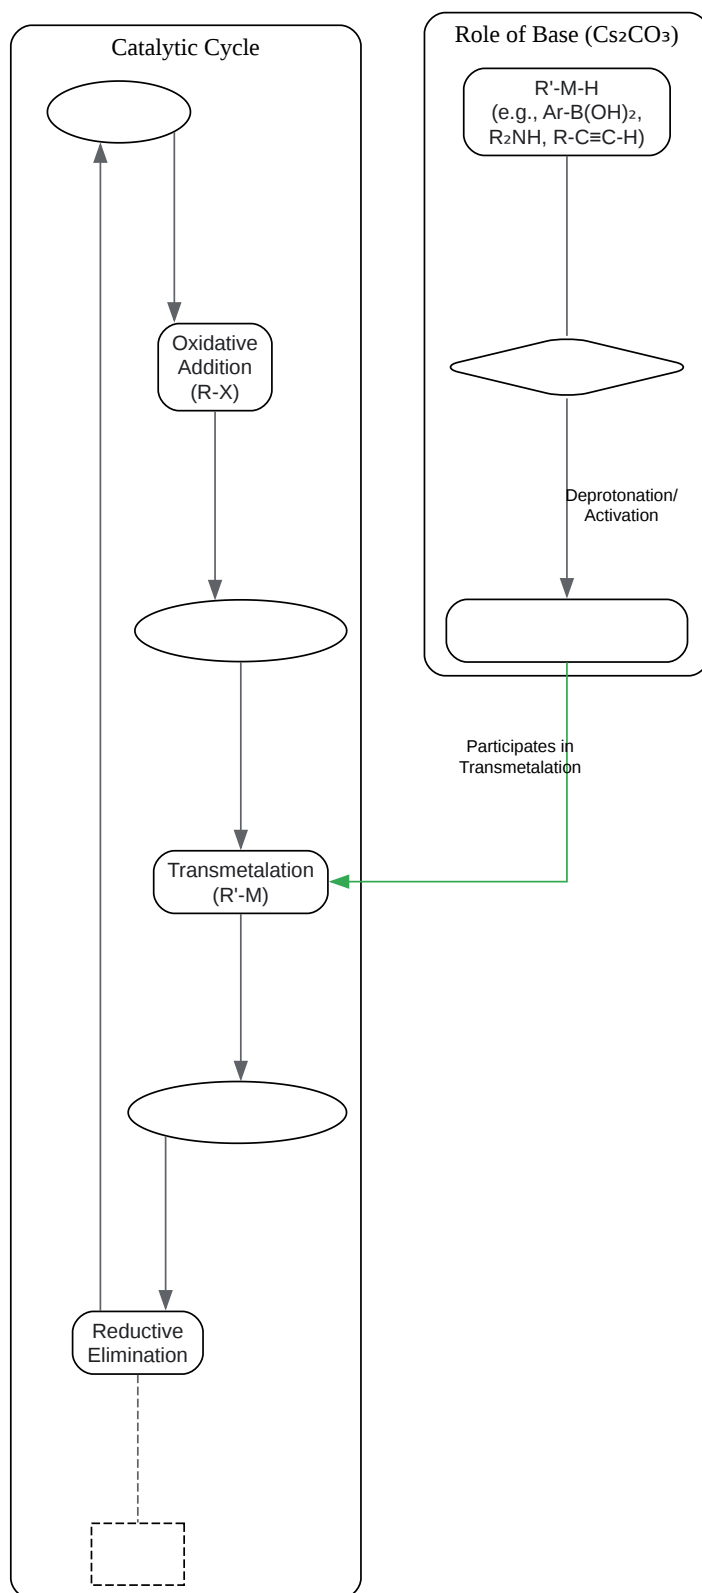 Catalytic Cycle
Oxidative
Addition
(R-X)
Transmetalation
(R'-M)
Reductive
Elimination
Role of Base (Cs₂CO₃)
R'-M-H
(e.g., Ar-B(OH)₂,
R₂NH, R-C≡C-H)
Deprotonation/
Activation
Participates in
Transmetalation